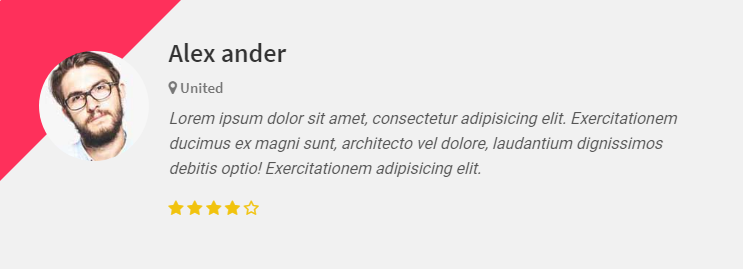 Alex ander
United
Lorem ipsum dolor sit amet, consectetur adipisicing elit. Exercitationem
ducimus ex magni sunt, architecto vel dolore, laudantium dignissimos
debitis optio! Exercitationem adipisicing elit.